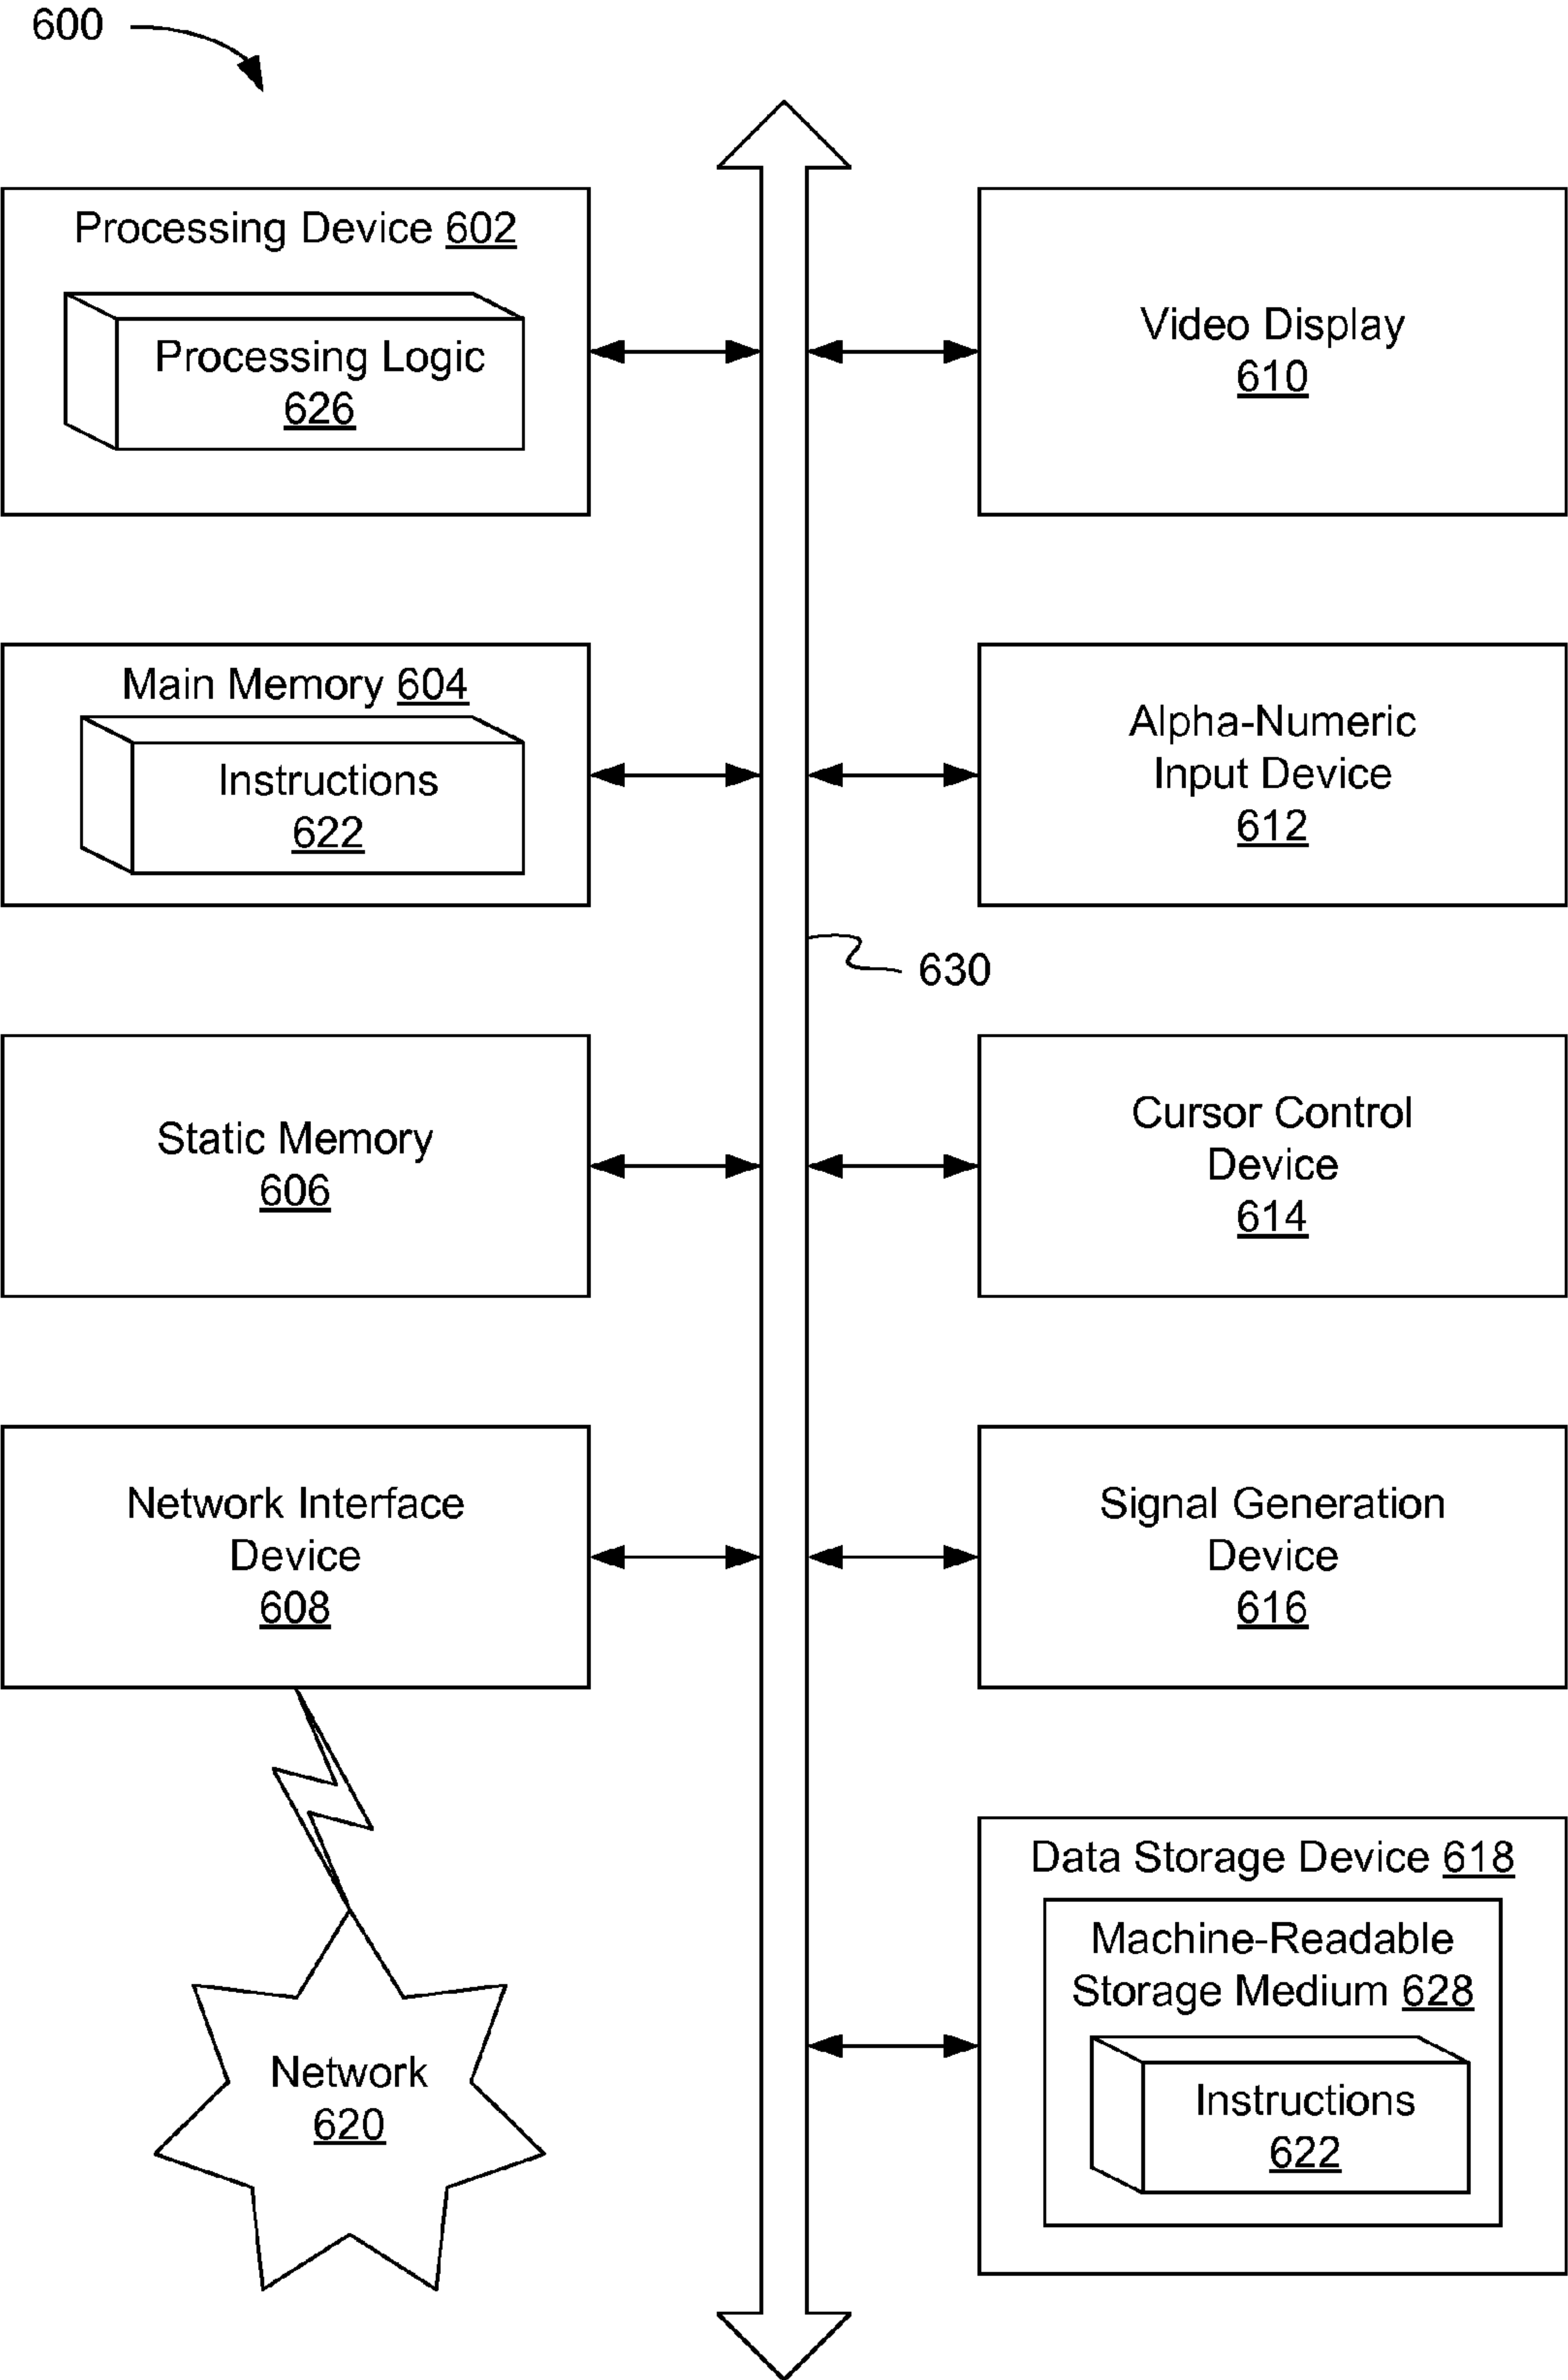 600
Processing Device 602
Processing Logic
626
Video Display
610
Main Memory 604
Instructions
622
Alpha-Numeric
Input Device
612
630
Static Memory
606
Cursor Control
Device
614
Network Interface
Device
608
Signal Generation
Device
616
Data Storage Device 618
Machine-Readable
Storage Medium 628
Instructions
622
Network
620